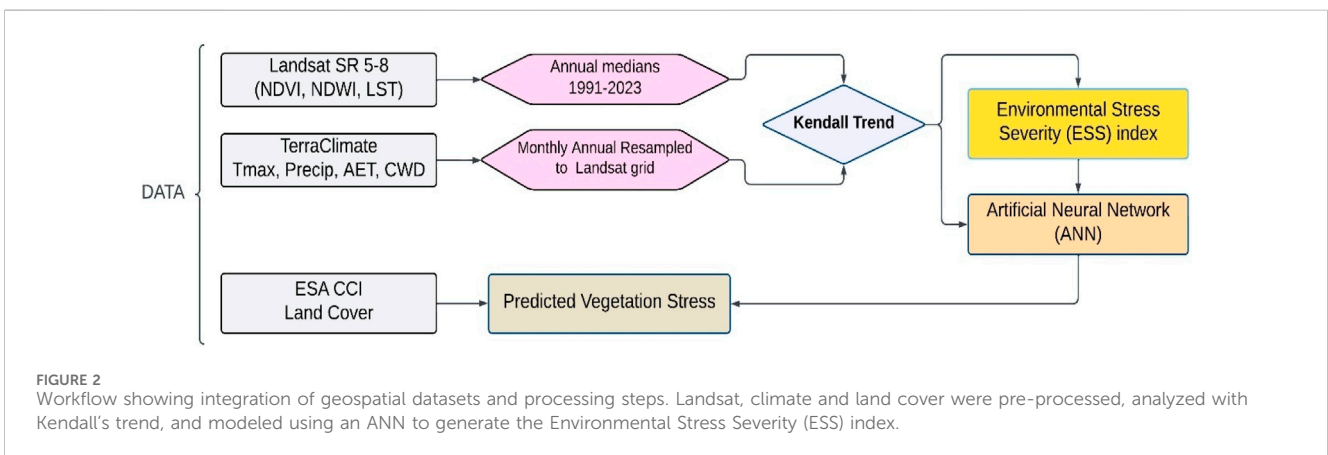 Landsat SR 5-8
(NDVI, NDWI, LST)
Annual medians
1991-2023
Kendall Trend
Environmental Stress
Severity (ESS) index
TerraClimate
Tmax, Precip, AET, CWD
Monthly Annual Resampled
to Landsat grid
DATA
Artificial Neural Network
(ANN)
ESA CCI
Land Cover
Predicted Vegetation Stress
FIGURE 2
Workflow showing integration of geospatial datasets and processing steps. Landsat, climate and land cover were pre-processed, analyzed with
Kendall's trend, and modeled using an ANN to generate the Environmental Stress Severity (ESS) index.